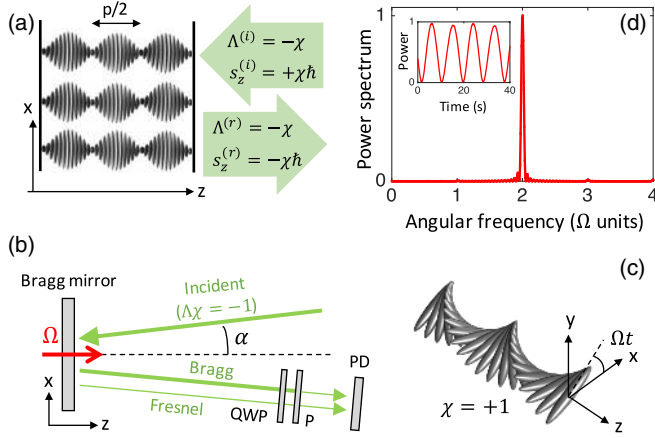 (a)
p/2
x
z
Λ^(i) = −χ
s_z^(i) = +χħ
Λ^(r) = −χ
s_z^(r) = −χħ
(d)
Power spectrum
1
0
0
1
2
3
4
Angular frequency (Ω units)
Power
1
0
0
20
40
Time (s)
(b)
Bragg mirror
Ω
x
z
Incident
(Λχ = −1)
α
Bragg
Fresnel
QWP
P
PD
(c)
y
Ωt
x
z
χ = +1